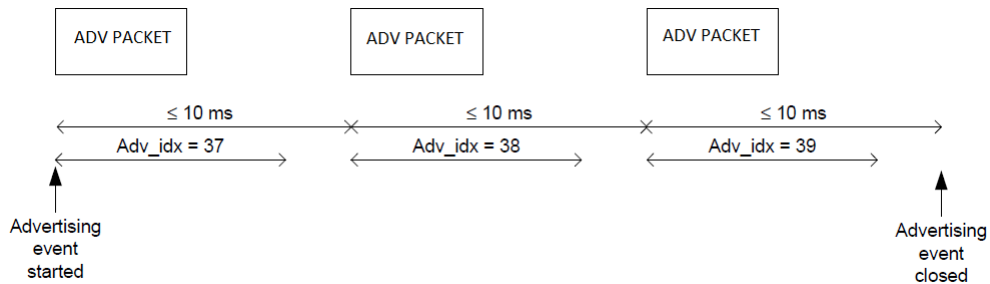 ADV PACKET
ADV PACKET
ADV PACKET
≤ 10 ms
≤ 10 ms
≤ 10 ms
Adv_idx = 37
Adv_idx = 38
Adv_idx = 39
Advertising
event
started
Advertising
event
closed